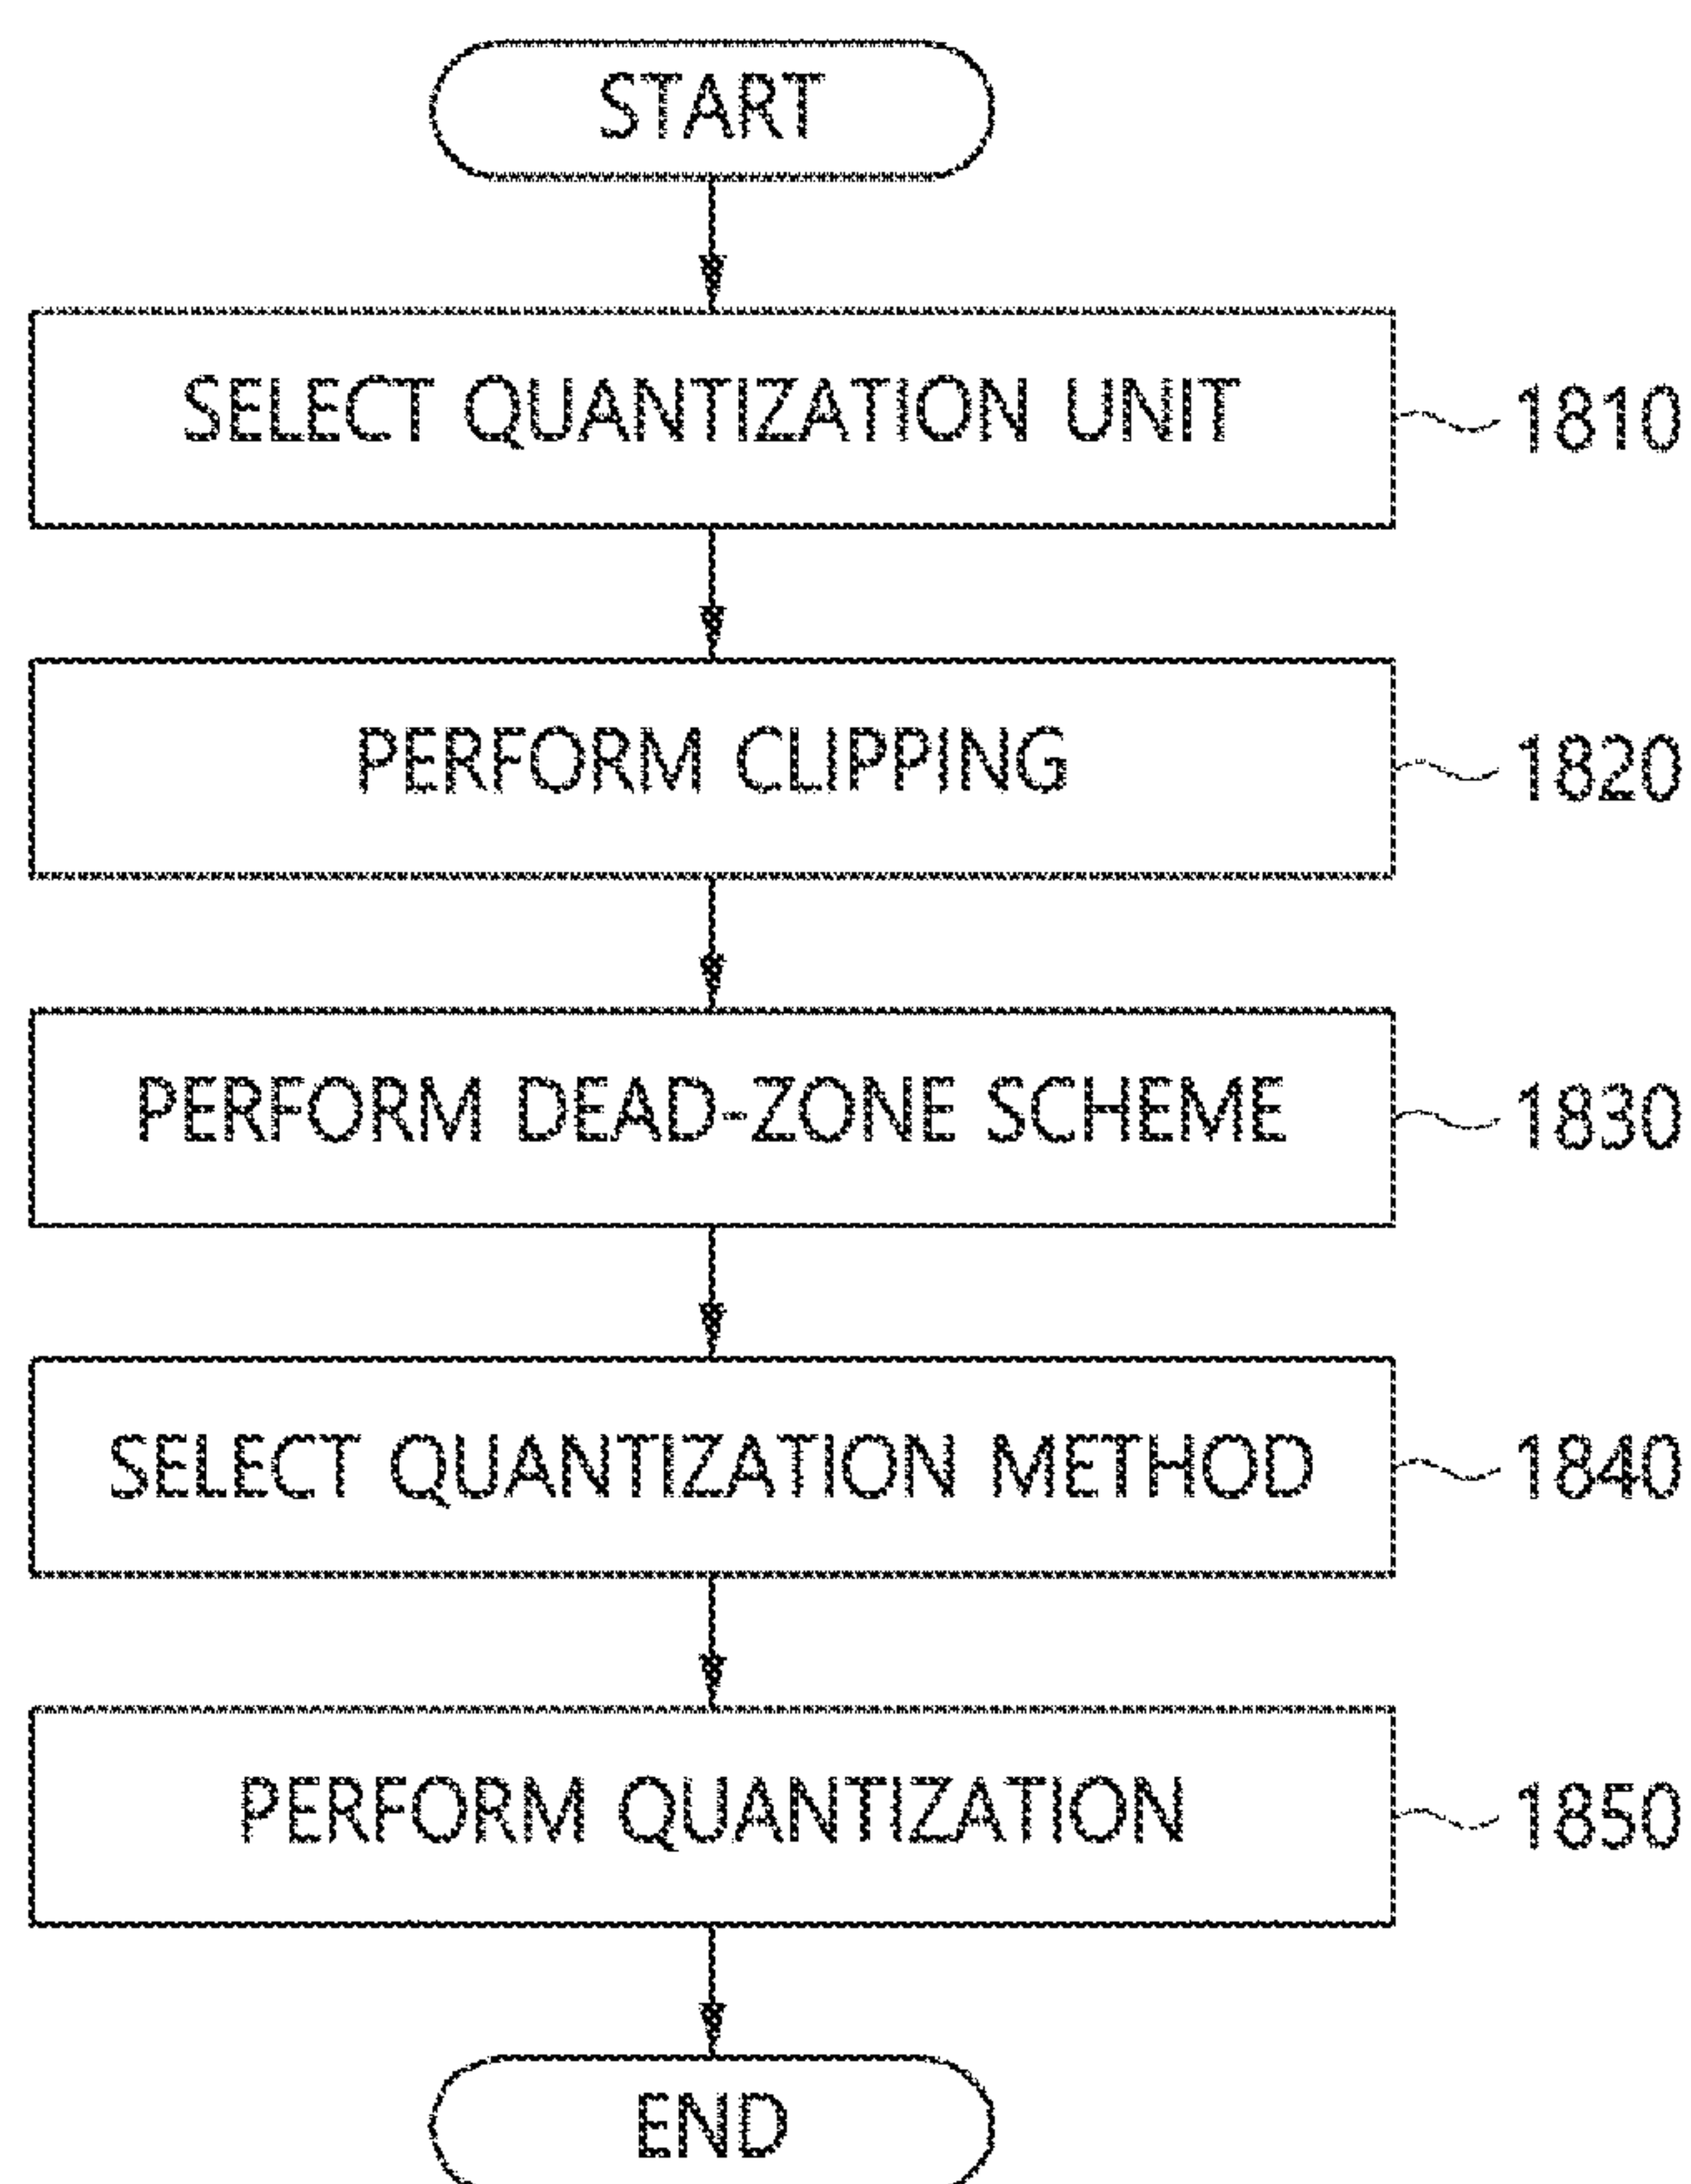 START
SELECT QUANTIZATION UNIT 1810
PERFORM CLIPPING 1820
PERFORM DEAD-ZONE SCHEME 1830
SELECT QUANTIZATION METHOD 1840
PERFORM QUANTIZATION 1850
END